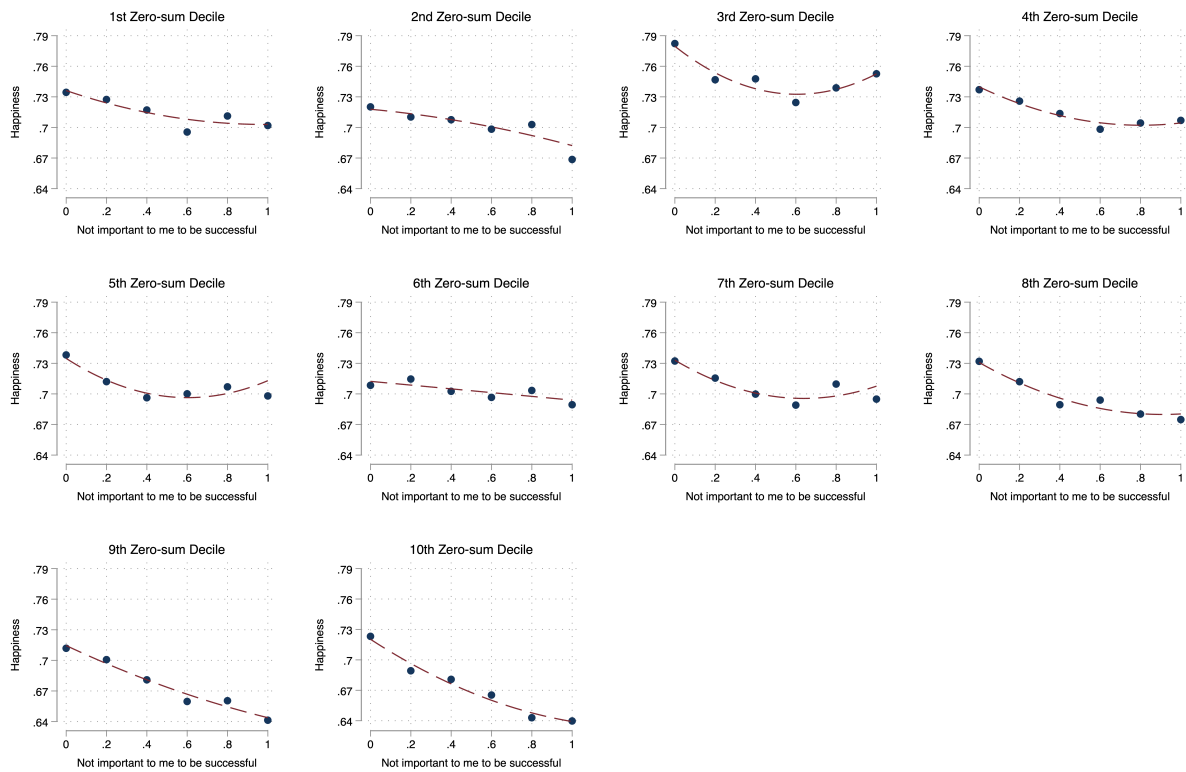 1st Zero-sum Decile
Happiness
.79
.76
.73
.7
.67
.64
0 .2 .4 .6 .8 1
Not important to me to be successful
2nd Zero-sum Decile
Happiness
.79
.76
.73
.7
.67
.64
0 .2 .4 .6 .8 1
Not important to me to be successful
3rd Zero-sum Decile
Happiness
.79
.76
.73
.7
.67
.64
0 .2 .4 .6 .8 1
Not important to me to be successful
4th Zero-sum Decile
Happiness
.79
.76
.73
.7
.67
.64
0 .2 .4 .6 .8 1
Not important to me to be successful
5th Zero-sum Decile
Happiness
.79
.76
.73
.7
.67
.64
0 .2 .4 .6 .8 1
Not important to me to be successful
6th Zero-sum Decile
Happiness
.79
.76
.73
.7
.67
.64
0 .2 .4 .6 .8 1
Not important to me to be successful
7th Zero-sum Decile
Happiness
.79
.76
.73
.7
.67
.64
0 .2 .4 .6 .8 1
Not important to me to be successful
8th Zero-sum Decile
Happiness
.79
.76
.73
.7
.67
.64
0 .2 .4 .6 .8 1
Not important to me to be successful
9th Zero-sum Decile
Happiness
.79
.76
.73
.7
.67
.64
0 .2 .4 .6 .8 1
Not important to me to be successful
10th Zero-sum Decile
Happiness
.79
.76
.73
.7
.67
.64
0 .2 .4 .6 .8 1
Not important to me to be successful